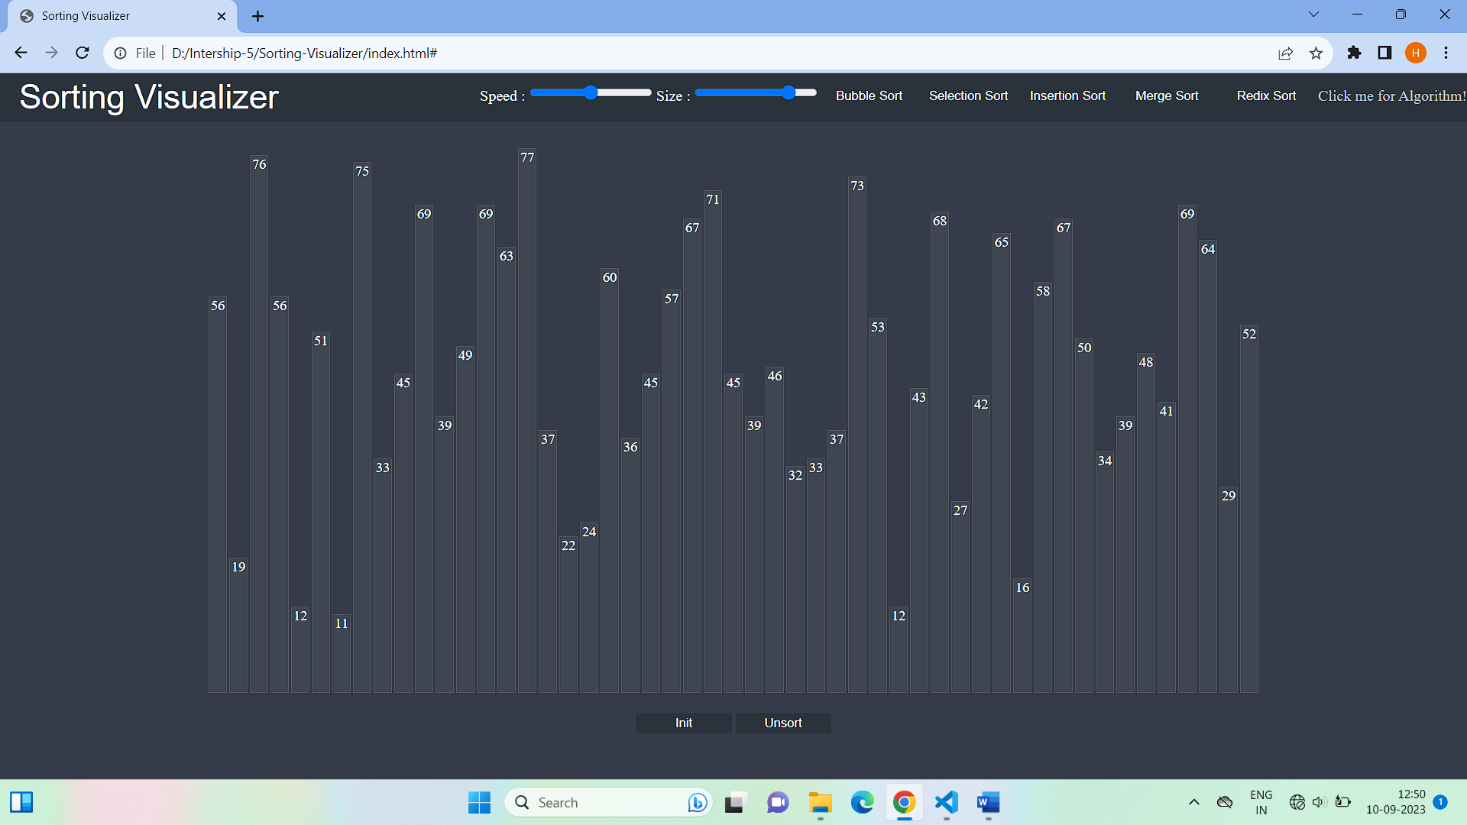 Sorting Visualizer
File | D:/Intership-5/Sorting-Visualizer/index.html#
H
Sorting Visualizer
Speed : Size : Bubble Sort Selection Sort Insertion Sort Merge Sort Redix Sort Click me for Algorithm!
56 19 76 56 12 51 11 75 33 45 69 39 49 69 63 77 37 22 24 60 36 45 57 67 71 45 39 46 32 33 37 73 53 12 43 68 27 42 65 16 58 67 50 34 39 48 41 69 64 29 52
Init Unsort
Search
ENG
IN
12:50
10-09-2023
1